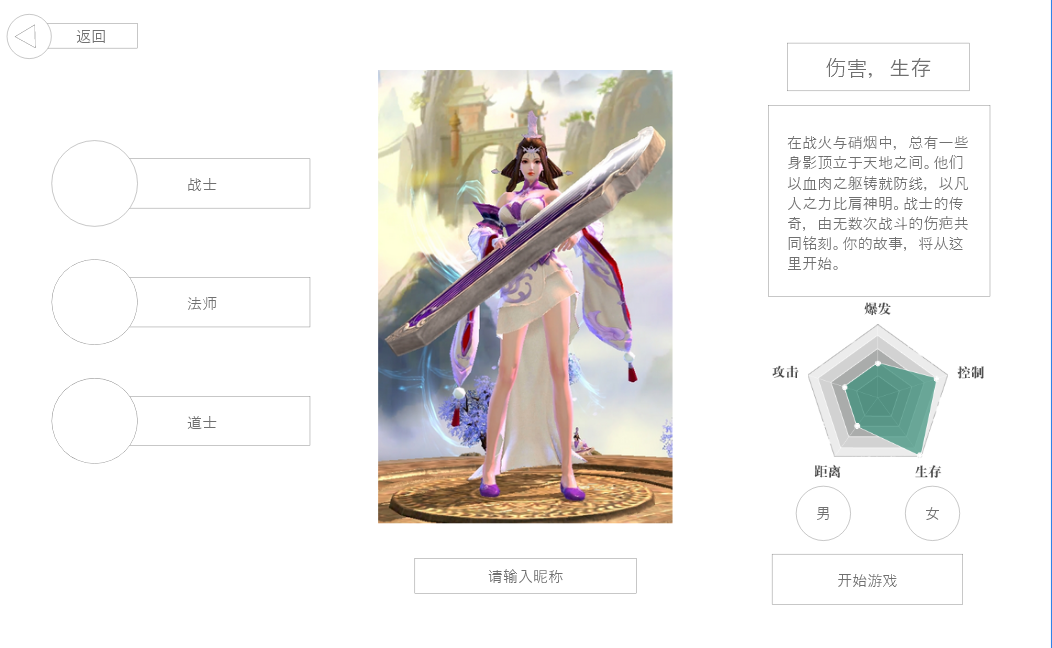 返回
战士
法师
道士
请输入昵称
伤害，生存
在战火与硝烟中，总有一些
身影顶立于天地之间。他们
以血肉之躯铸就防线，以凡
人之力比肩神明。战士的传
奇，由无数次战斗的伤疤共
同铭刻。你的故事，将从这
里开始。
爆发
攻击
控制
距离
生存
男
女
开始游戏